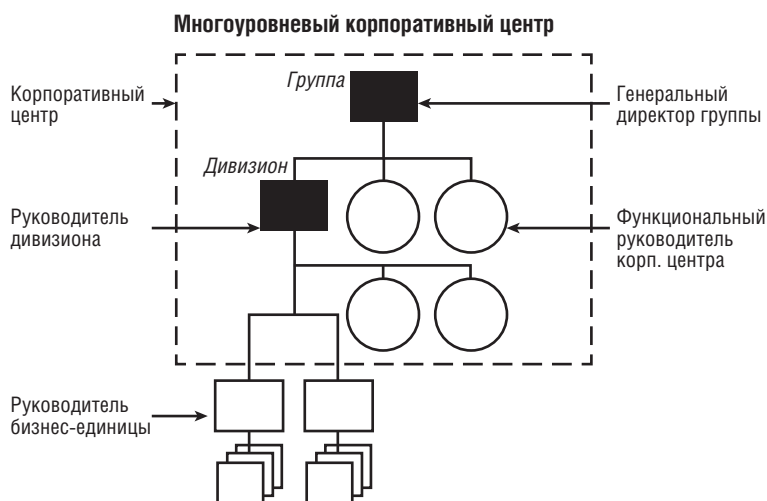 Многоуровневый корпоративный центр
Группа
Корпоративный
центр
Генеральный
директор группы
Дивизион
Руководитель
дивизиона
Функциональный
руководитель
корп. центра
Руководитель
бизнес-единицы